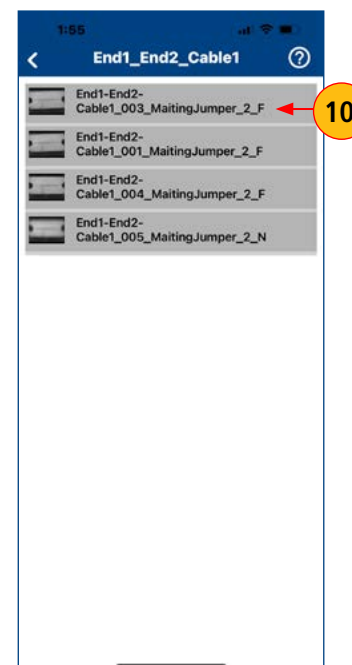 1:55
End1_End2_Cable1
End1-End2-
Cable1_003_MaitingJumper_2_F
10
End1-End2-
Cable1_001_MaitingJumper_2_F
End1-End2-
Cable1_004_MaitingJumper_2_F
End1-End2-
Cable1_005_MaitingJumper_2_N